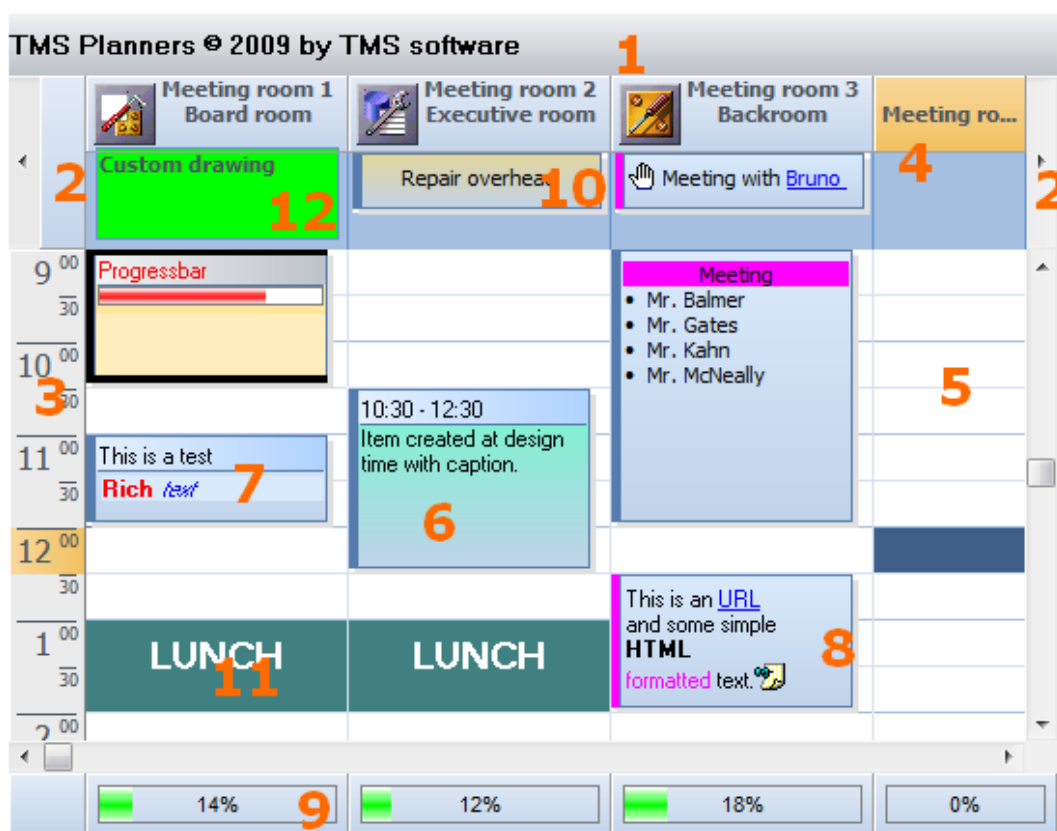 TMS Planners © 2009 by TMS software
1
Meeting room 1
Board room
Meeting room 2
Executive room
Meeting room 3
Backroom
Meeting ro...
4
2
Custom drawing
12
Repair overhead
10
Meeting with Bruno
2
9 00
30
10 00
30
3
11 00
30
12 00
30
1 00
30
2 00
Progressbar
This is a test
Rich text
7
LUNCH
11
10:30 - 12:30
Item created at design
time with caption.
6
LUNCH
Meeting
• Mr. Balmer
• Mr. Gates
• Mr. Kahn
• Mr. McNeally
This is an URL
and some simple
HTML
formatted text.
8
5
14%
9
12%
18%
0%